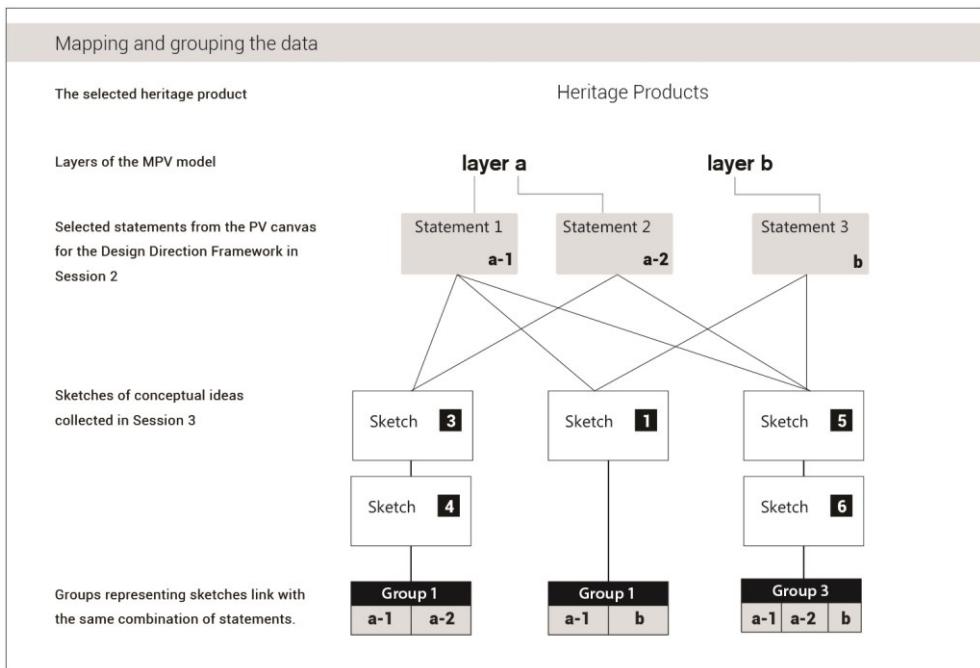 Mapping and grouping the data
The selected heritage product
Heritage Products
Layers of the MPV model
layer a
layer b
Selected statements from the PV canvas
for the Design Direction Framework in
Session 2
Statement 1
a-1
Statement 2
a-2
Statement 3
b
Sketches of conceptual ideas
collected in Session 3
Sketch 3
Sketch 1
Sketch 5
Sketch 4
Sketch 6
Groups representing sketches link with
the same combination of statements.
Group 1
a-1 a-2
Group 1
a-1 b
Group 3
a-1 a-2 b